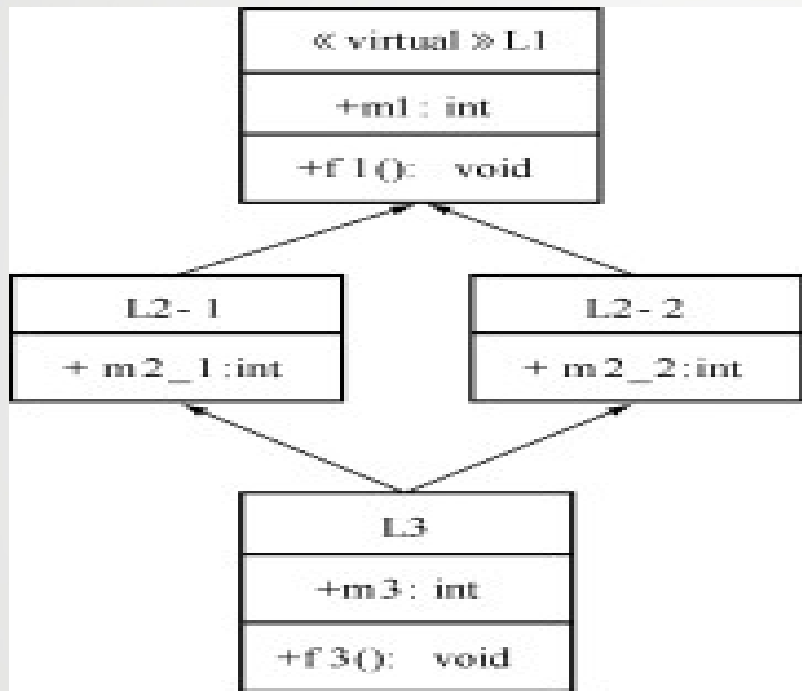 « virtual » L1
+m1: int
+f 1(): void
L2- 1
+ m2_1:int
L2- 2
+ m2_2:int
L3
+m3: int
+f 3(): void